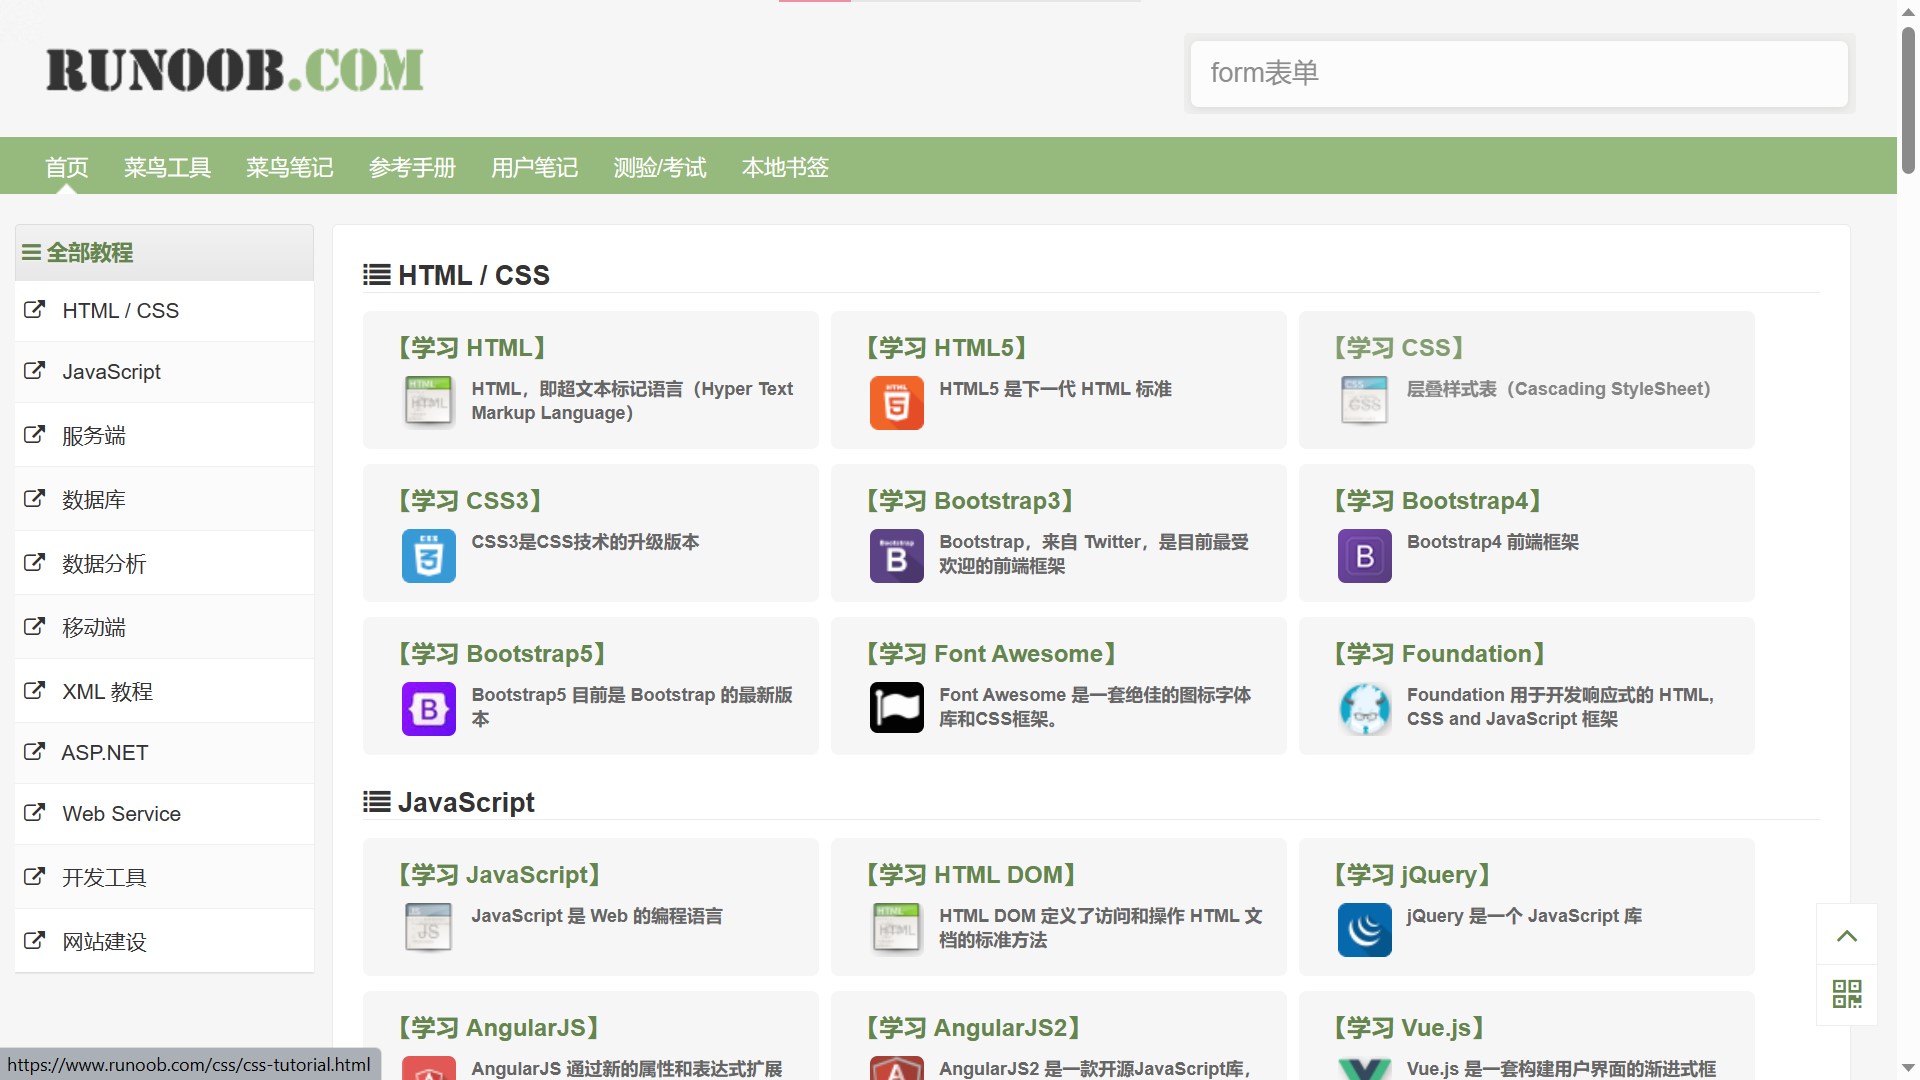 RUNOOB.COM
form表单
首页 菜鸟工具 菜鸟笔记 参考手册 用户笔记 测验/考试 本地书签
全部教程
HTML / CSS
JavaScript
服务端
数据库
数据分析
移动端
XML 教程
ASP.NET
Web Service
开发工具
网站建设
HTML / CSS
【学习 HTML】
HTML，即超文本标记语言（Hyper Text
Markup Language）
【学习 HTML5】
HTML5 是下一代 HTML 标准
【学习 CSS】
层叠样式表（Cascading StyleSheet）
【学习 CSS3】
CSS3是CSS技术的升级版本
【学习 Bootstrap3】
Bootstrap，来自 Twitter，是目前最受
欢迎的前端框架
【学习 Bootstrap4】
Bootstrap4 前端框架
【学习 Bootstrap5】
Bootstrap5 目前是 Bootstrap 的最新版
本
【学习 Font Awesome】
Font Awesome 是一套绝佳的图标字体
库和CSS框架。
【学习 Foundation】
Foundation 用于开发响应式的 HTML,
CSS and JavaScript 框架
JavaScript
【学习 JavaScript】
JavaScript 是 Web 的编程语言
【学习 HTML DOM】
HTML DOM 定义了访问和操作 HTML 文
档的标准方法
【学习 jQuery】
jQuery 是一个 JavaScript 库
【学习 AngularJS】
AngularJS 通过新的属性和表达式扩展
【学习 AngularJS2】
AngularJS2 是一款开源JavaScript库，
【学习 Vue.js】
Vue.js 是一套构建用户界面的渐进式框
https://www.runoob.com/css/css-tutorial.html